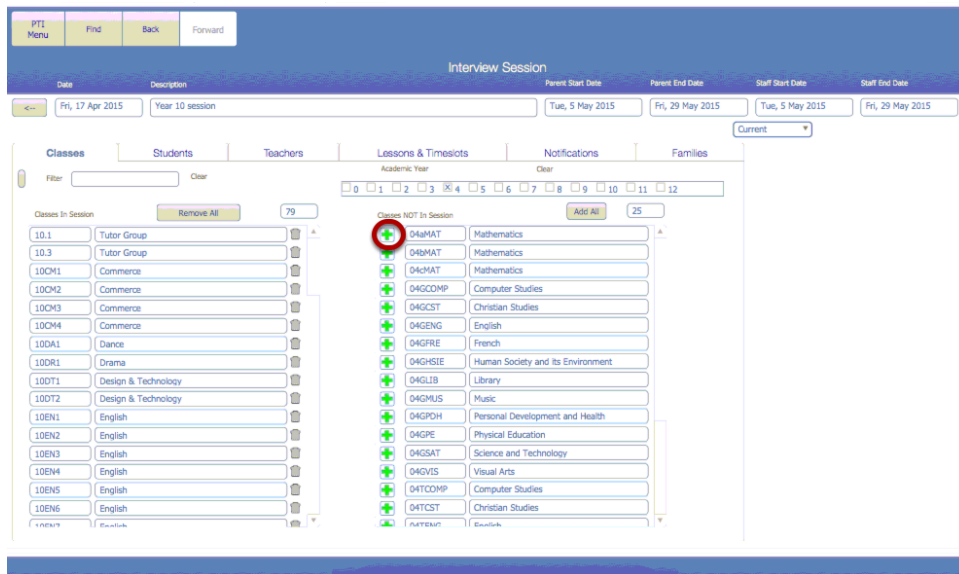 PTI Menu Find Back Forward
Interview Session
Date Description Parent Start Date Parent End Date Staff Start Date Staff End Date
<-- Fri, 17 Apr 2015 Year 10 session Tue, 5 May 2015 Fri, 29 May 2015 Tue, 5 May 2015 Fri, 29 May 2015
Current
Classes Students Teachers Lessons & Timeslots Notifications Families
Filter Clear Academic Year Clear
0 1 2 3 X 4 5 6 7 8 9 10 11 12
Classes In Session Remove All 79 Classes NOT In Session Add All 25
10.1 Tutor Group 04aMAT Mathematics
10.3 Tutor Group 04bMAT Mathematics
10CM1 Commerce 04cMAT Mathematics
10CM2 Commerce 04GCOMP Computer Studies
10CM3 Commerce 04GCST Christian Studies
10CM4 Commerce 04GENG English
10DA1 Dance 04GFRE French
10DR1 Drama 04GHSIE Human Society and its Environment
10DT1 Design & Technology 04GLIB Library
10DT2 Design & Technology 04GMUS Music
10EN1 English 04GPDH Personal Development and Health
10EN2 English 04GPE Physical Education
10EN3 English 04GSAT Science and Technology
10EN4 English 04GVIS Visual Arts
10EN5 English 04TCOMP Computer Studies
10EN6 English 04TCST Christian Studies
10EN7 English 04TENG English